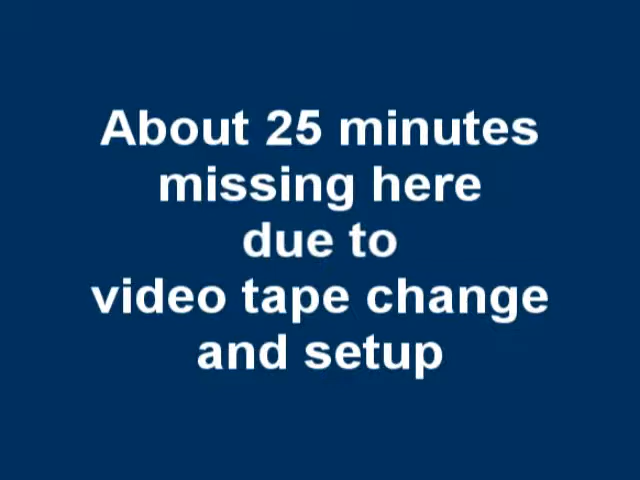 About 25 minutes
missing here
due to
video tape change
and setup